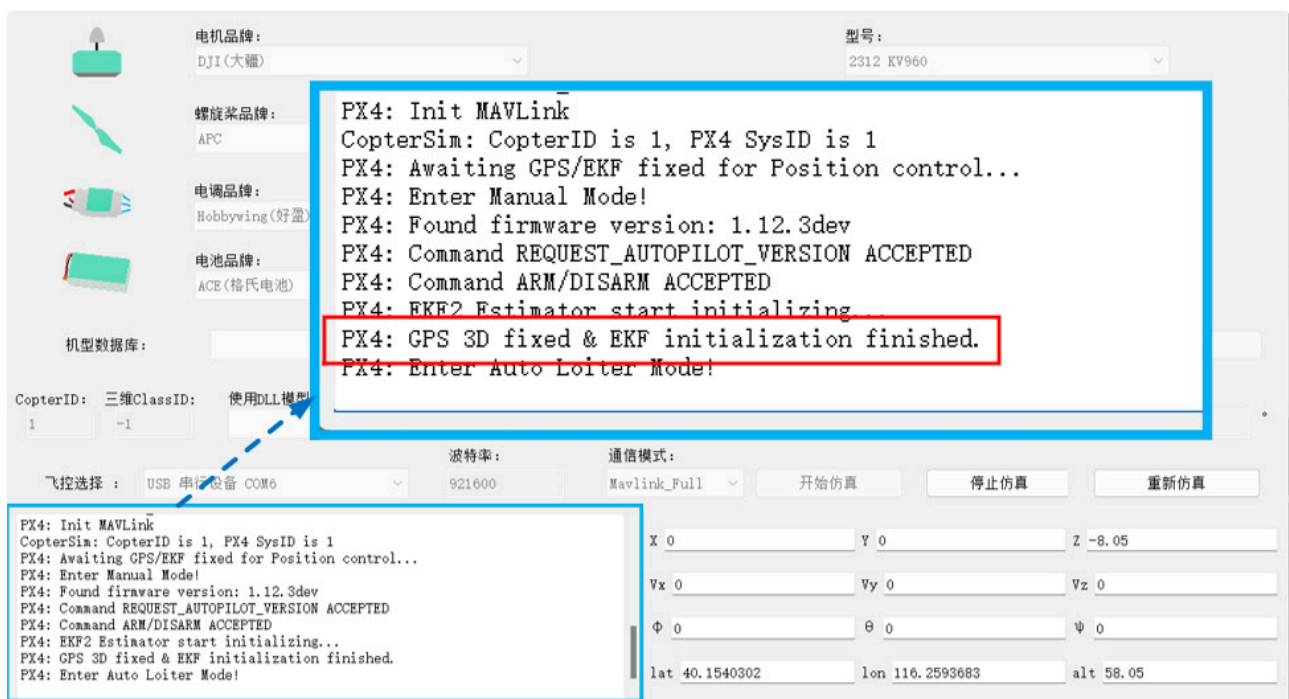 电机品牌：
型号：
DJI(大疆)
2312 KV960
螺旋桨品牌：
APC
电调品牌：
Hobbywing(好盈)
电池品牌：
ACE(格氏电池)
机型数据库：
PX4: Init MAVLink
CopterSim: CopterID is 1, PX4 SysID is 1
PX4: Awaiting GPS/EKF fixed for Position control...
PX4: Enter Manual Mode!
PX4: Found firmware version: 1.12.3dev
PX4: Command REQUEST_AUTOPILOT_VERSION ACCEPTED
PX4: Command ARM/DISARM ACCEPTED
PX4: EKF2 Estimator start initializing...
PX4: GPS 3D fixed & EKF initialization finished.
PX4: Enter Auto Loiter Mode!
CopterID： 三维ClassID： 使用DLL模型
1 -1 °
波特率： 通信模式：
飞控选择 ： USB 串行设备 COM6 921600 Mavlink_Full 开始仿真 停止仿真 重新仿真
PX4: Init MAVLink
CopterSim: CopterID is 1, PX4 SysID is 1
PX4: Awaiting GPS/EKF fixed for Position control...
PX4: Enter Manual Mode!
PX4: Found firmware version: 1.12.3dev
PX4: Command REQUEST_AUTOPILOT_VERSION ACCEPTED
PX4: Command ARM/DISARM ACCEPTED
PX4: EKF2 Estimator start initializing...
PX4: GPS 3D fixed & EKF initialization finished.
PX4: Enter Auto Loiter Mode!
X 0 Y 0 Z -8.05
Vx 0 Vy 0 Vz 0
Φ 0 θ 0 ψ 0
lat 40.1540302 lon 116.2593683 alt 58.05